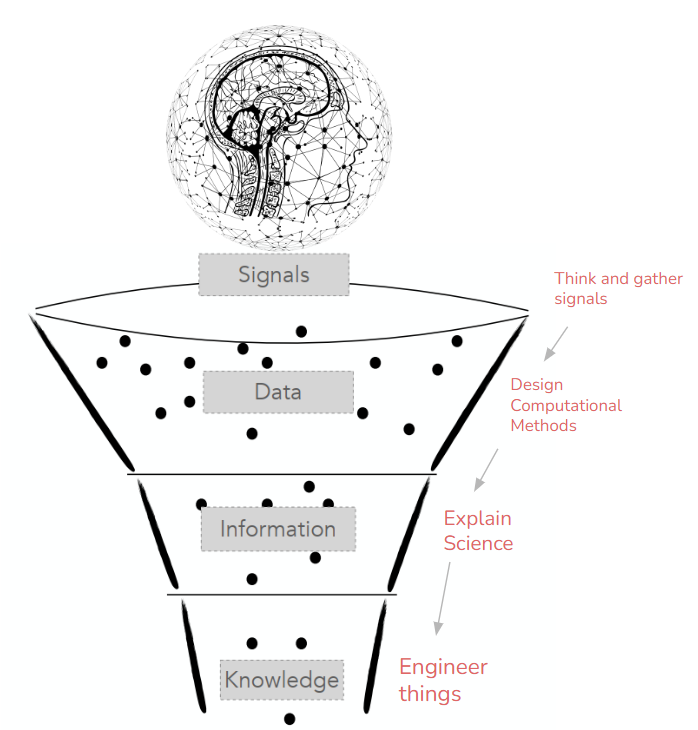 Signals
Think and gather
signals
Data
Design
Computational
Methods
Information
Explain
Science
Knowledge
Engineer
things